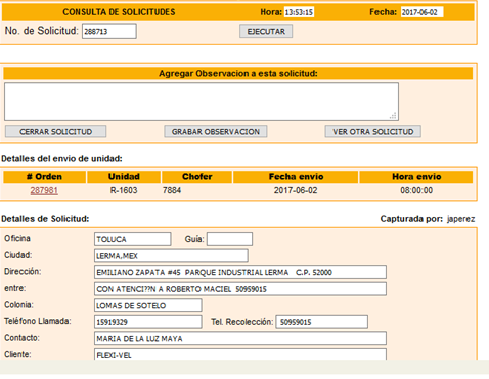 CONSULTA DE SOLICITUDES Hora: 13:53:15 Fecha: 2017-06-02
No. de Solicitud: 288713 EJECUTAR
Agregar Observacion a esta solicitud:
CERRAR SOLICITUD GRABAR OBSERVACION VER OTRA SOLICITUD
Detalles del envio de unidad:
# Orden Unidad Chofer Fecha envio Hora envio
287981 IR-1603 7884 2017-06-02 08:00:00
Detalles de Solicitud: Capturada por: japerez
Oficina TOLUCA Guía:
Ciudad: LERMA,MEX
Dirección: EMILIANO ZAPATA #45 PARQUE INDUSTRIAL LERMA C.P. 52000
entre: CON ATENCI??N A ROBERTO MACIEL 50959015
Colonia: LOMAS DE SOTELO
Teléfono Llamada: 15919329 Tel. Recolección: 50959015
Contacto: MARIA DE LA LUZ MAYA
Cliente: FLEXI-VEL